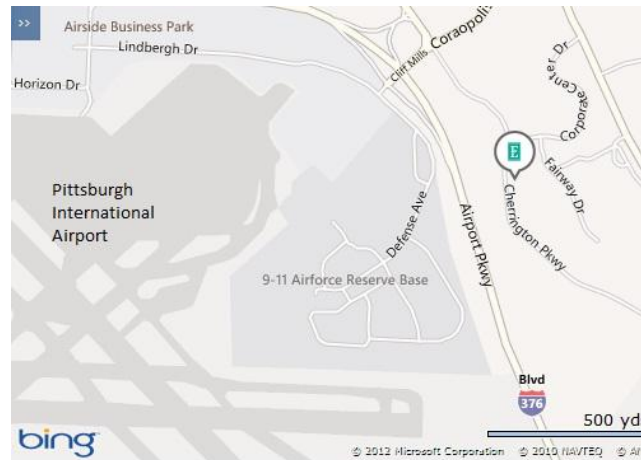 >>
Airside Business Park
Lindbergh Dr
Horizon Dr
Cliff Mills
Coraopolis
Corporate Center Dr
E
Fairway Dr
Cherrington Pkwy
Pittsburgh
International
Airport
Defense Ave
Airport Pkwy
9-11 Airforce Reserve Base
Blvd
376
500 yd
bing
© 2012 Microsoft Corporation © 2010 NAVTEQ © A